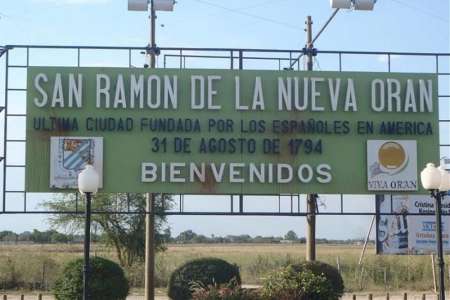 SAN RAMON DE LA NUEVA ORAN
ULTIMA CIUDAD FUNDADA POR LOS ESPAÑOLES EN AMERICA
31 DE AGOSTO DE 1794
BIENVENIDOS
VIVA ORAN
Cristina